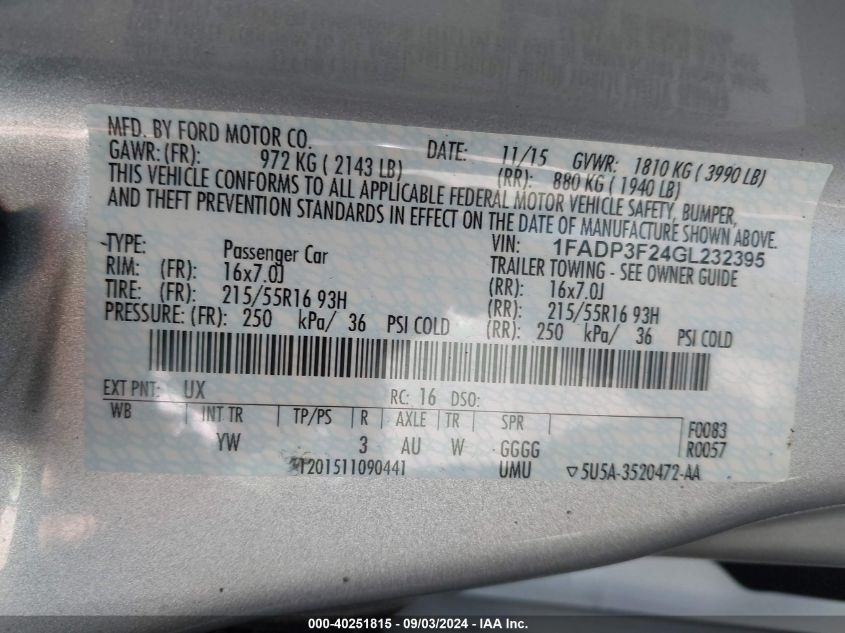 MFD. BY FORD MOTOR CO.
DATE: 11/15 GVWR: 1810 KG ( 3990 LB)
GAWR: (FR): 972 KG ( 2143 LB) (RR): 880 KG ( 1940 LB)
THIS VEHICLE CONFORMS TO ALL APPLICABLE FEDERAL MOTOR VEHICLE SAFETY, BUMPER,
AND THEFT PREVENTION STANDARDS IN EFFECT ON THE DATE OF MANUFACTURE SHOWN ABOVE.
VIN: 1FADP3F24GL232395
TYPE: Passenger Car TRAILER TOWING - SEE OWNER GUIDE
RIM: (FR): 16x7.0J (RR): 16x7.0J
TIRE: (FR): 215/55R16 93H (RR): 215/55R16 93H
PRESSURE: (FR): 250 kPa/ 36 PSI COLD (RR): 250 kPa/ 36 PSI COLD
EXT PNT: UX RC: 16 DSO:
WB INT TR TP/PS R AXLE TR SPR F0083
YW 3 AU W GGGG R0057
201511090441 UMU 5U5A-3520472-AA
000-40251815 - 09/03/2024 - IAA Inc.